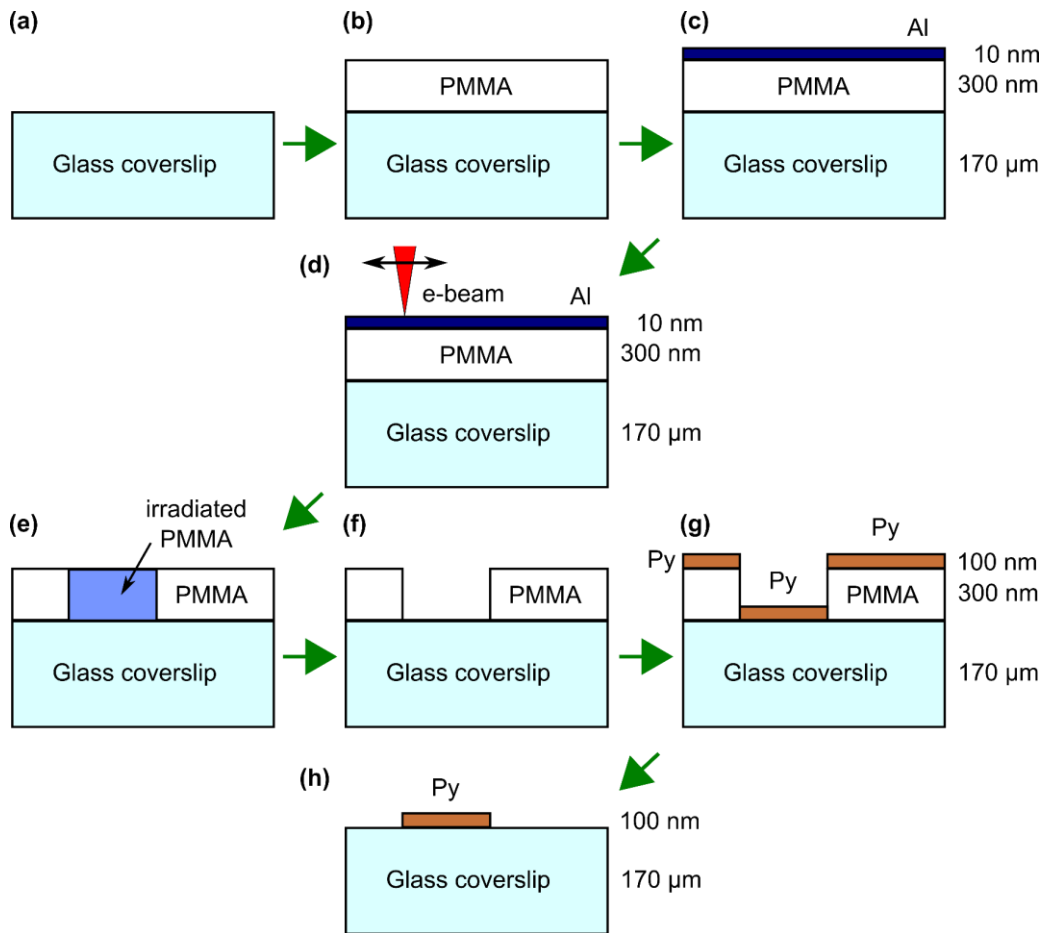 (a)
Glass coverslip
(b)
PMMA
Glass coverslip
(c)
Al
10 nm
PMMA
300 nm
Glass coverslip
170 µm
(d)
e-beam
Al
10 nm
PMMA
300 nm
Glass coverslip
170 µm
(e)
irradiated
PMMA
PMMA
Glass coverslip
(f)
PMMA
Glass coverslip
(g)
Py
Py
100 nm
Py
PMMA
300 nm
Glass coverslip
170 µm
(h)
Py
100 nm
Glass coverslip
170 µm